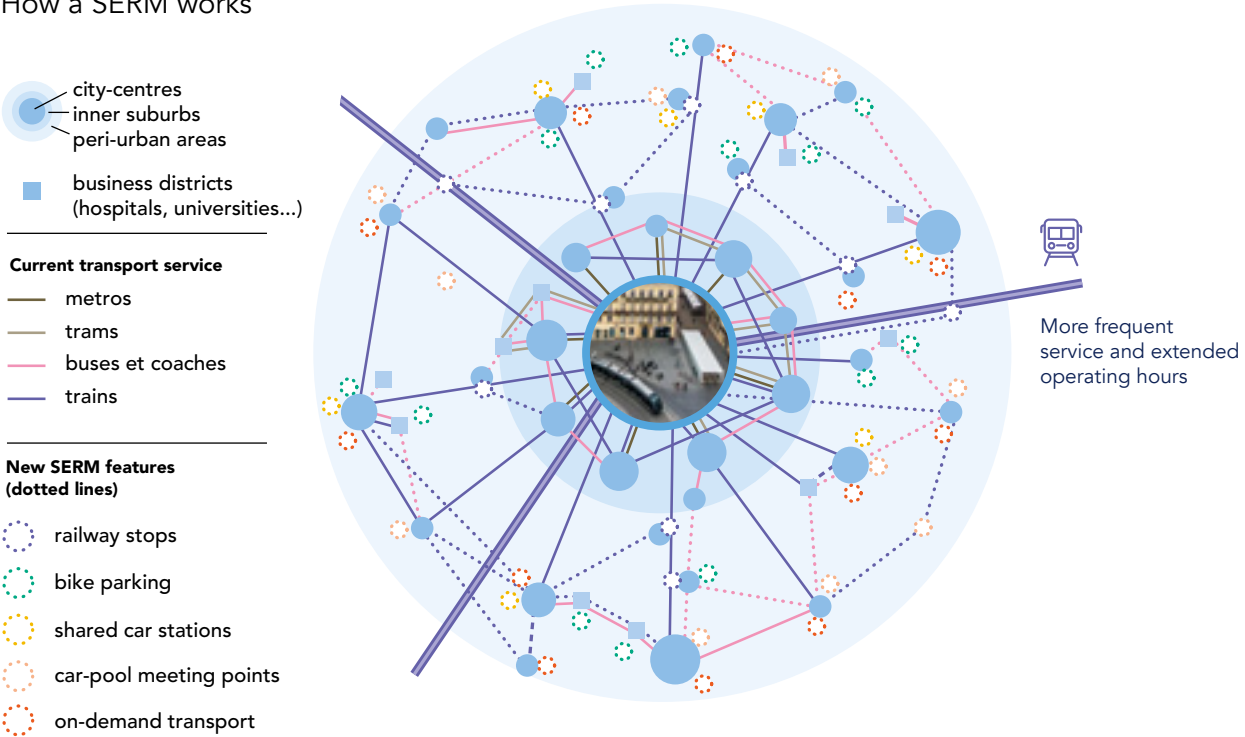 How a SERM works
city-centres
inner suburbs
peri-urban areas
business districts
(hospitals, universities...)
Current transport service
metros
trams
buses et coaches
trains
New SERM features
(dotted lines)
railway stops
bike parking
shared car stations
car-pool meeting points
on-demand transport
More frequent
service and extended
operating hours